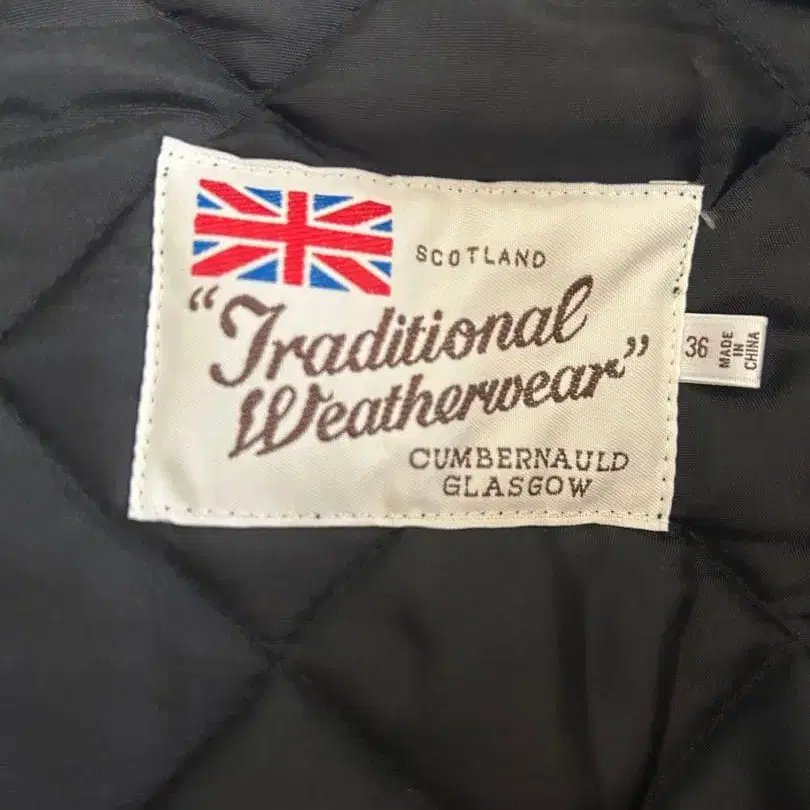 SCOTLAND
"Traditional
Weatherwear"
CUMBERNAULD
GLASGOW
36
MADE
IN
CHINA